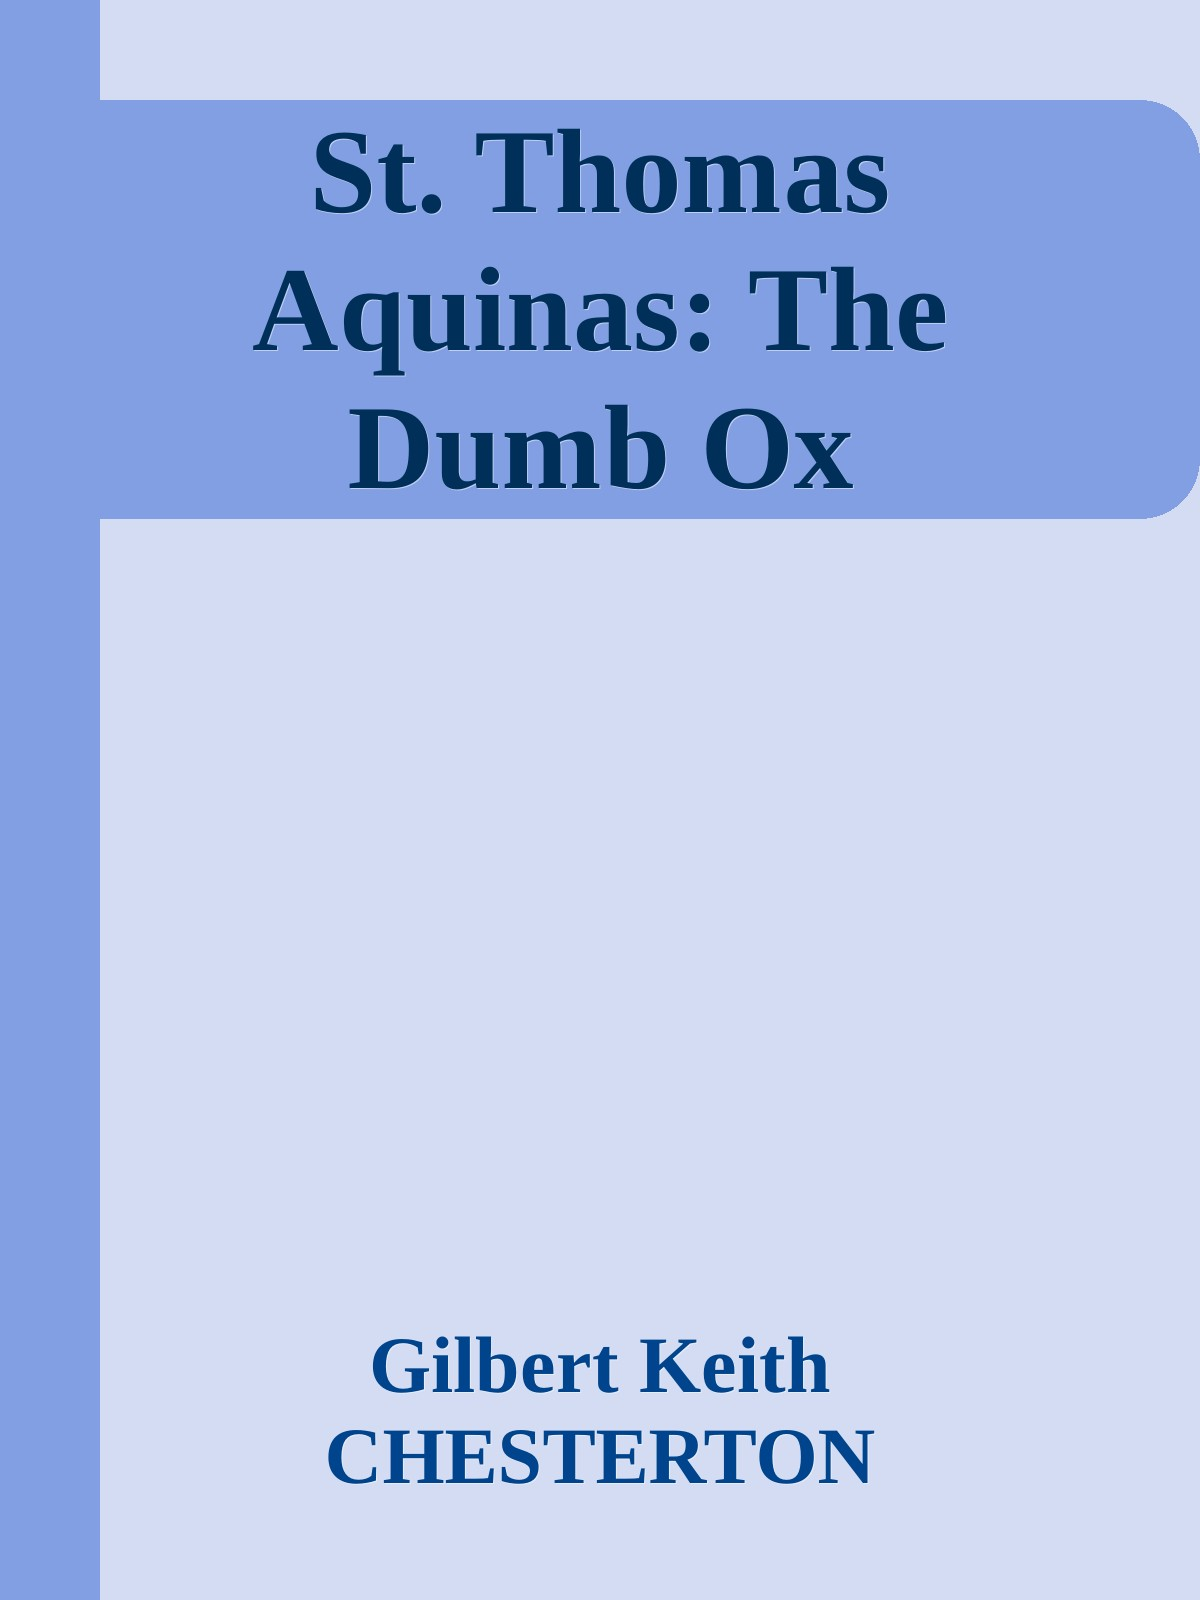 St. Thomas
Aquinas: The
Dumb Ox
Gilbert Keith
CHESTERTON